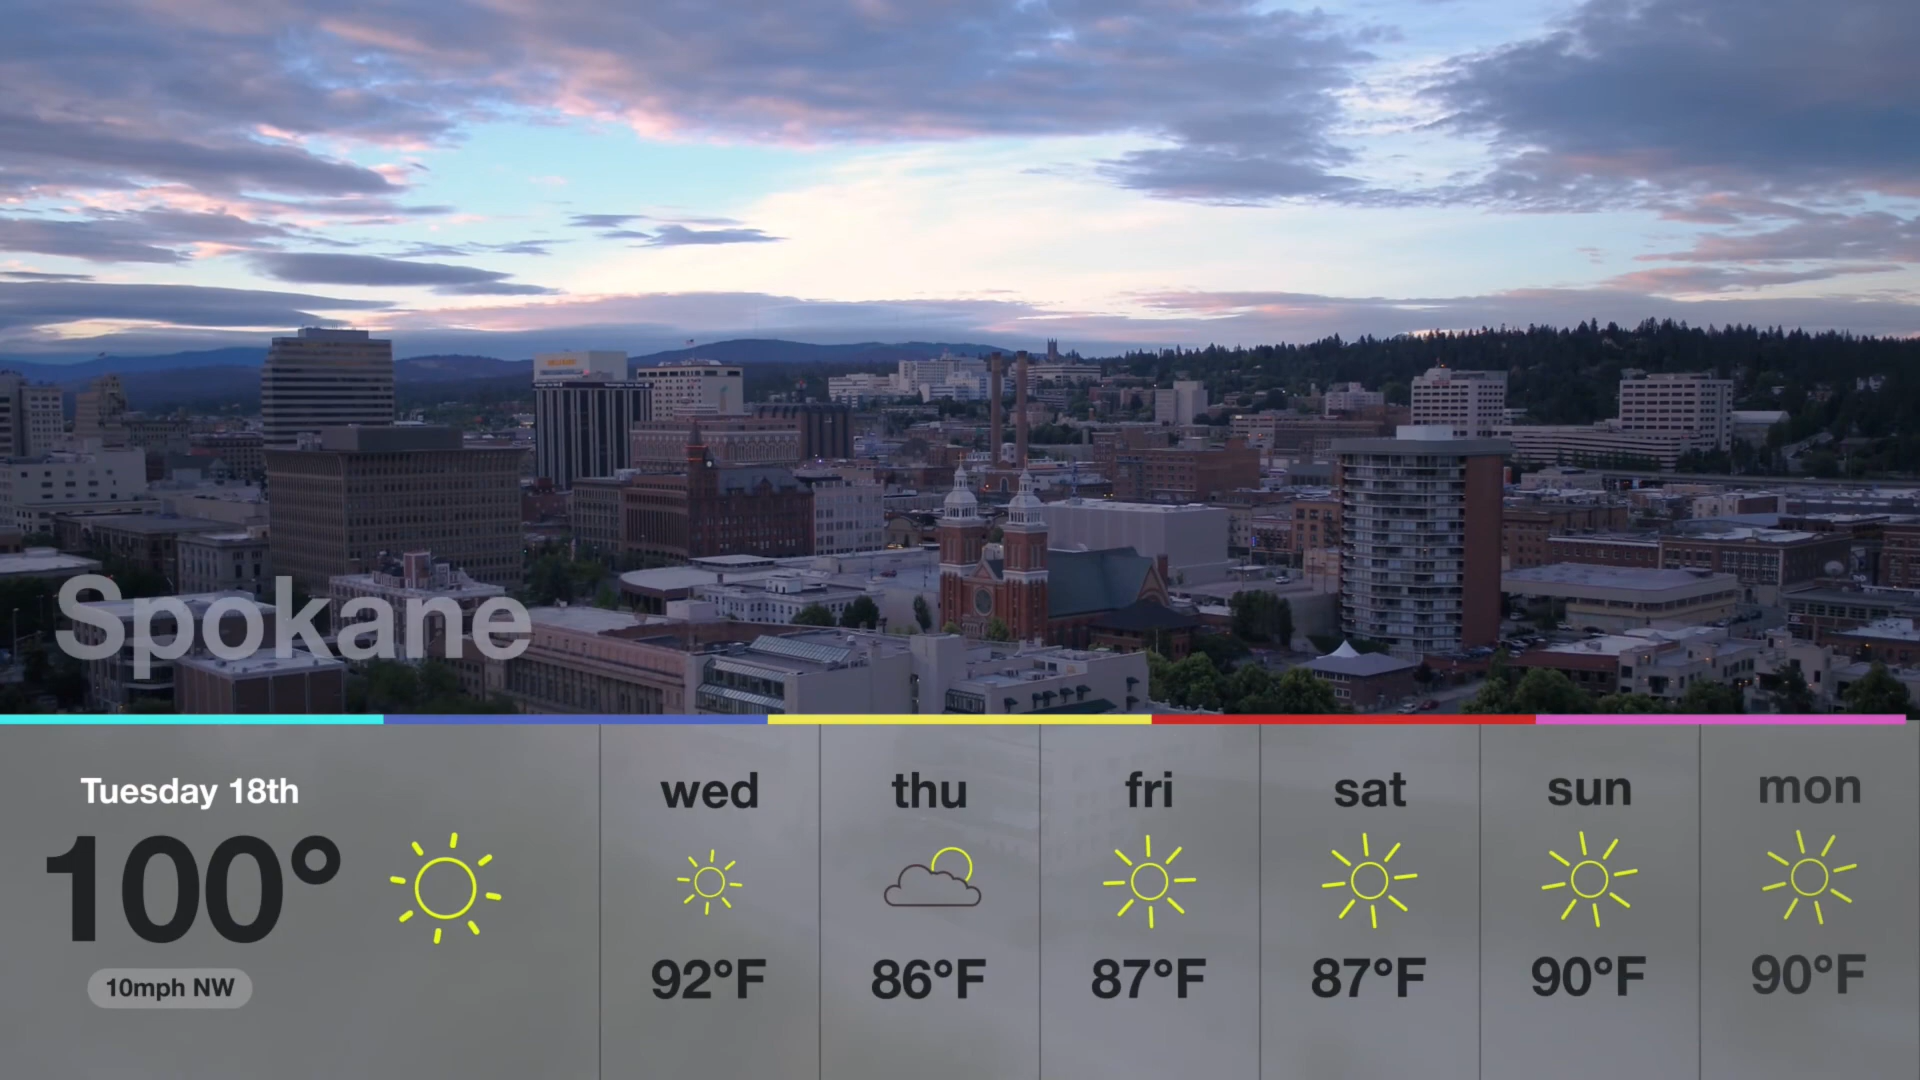 Spokane
Tuesday 18th
100°
10mph NW
wed
92°F
thu
86°F
fri
87°F
sat
87°F
sun
90°F
mon
90°F